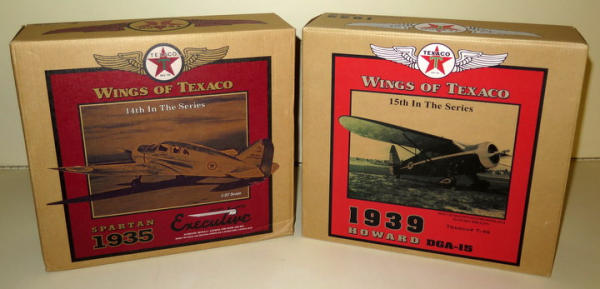 TEXACO
T
WINGS OF TEXACO
14th In The Series
SPARTAN
1935
Executive
TEXACO
T
WINGS OF TEXACO
15th In The Series
1939
HOWARD DGA-15